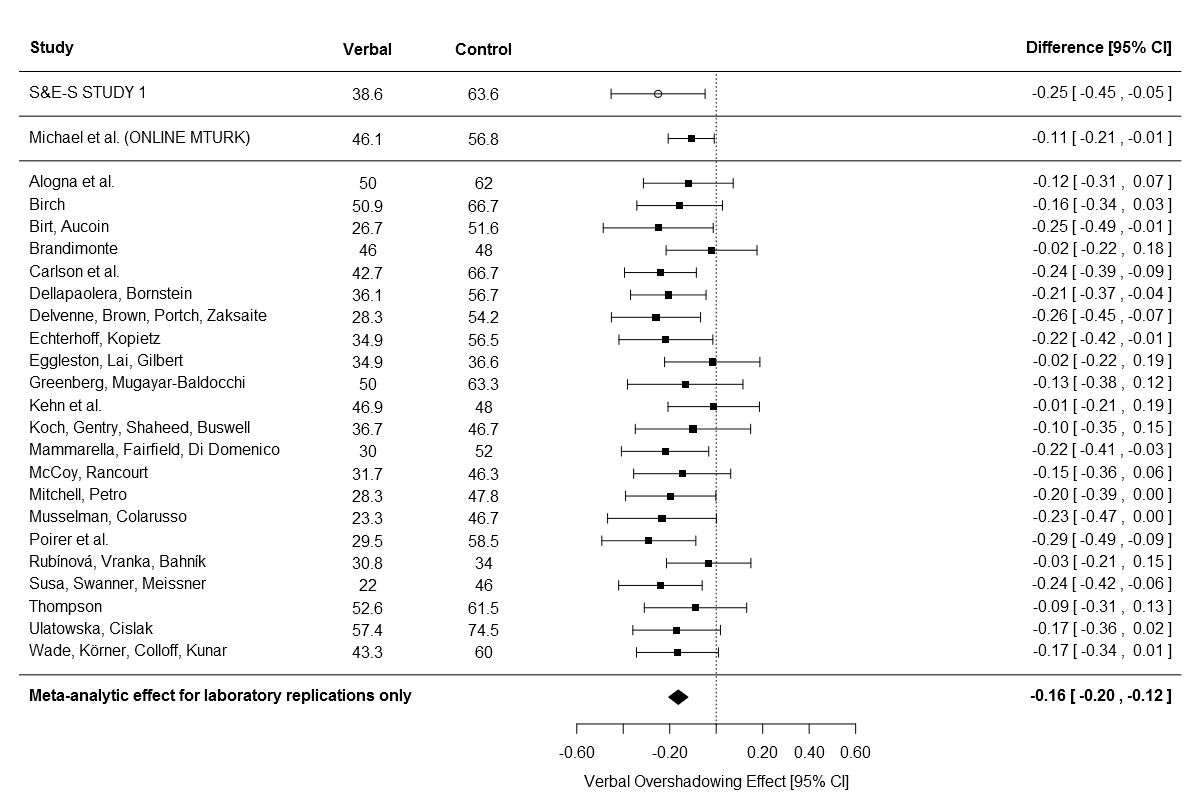 Study Verbal Control Difference [95% CI]
S&E-S STUDY 1 38.6 63.6 -0.25 [ -0.45 , -0.05 ]
Michael et al. (ONLINE MTURK) 46.1 56.8 -0.11 [ -0.21 , -0.01 ]
Alogna et al. 50 62 -0.12 [ -0.31 , 0.07 ]
Birch 50.9 66.7 -0.16 [ -0.34 , 0.03 ]
Birt, Aucoin 26.7 51.6 -0.25 [ -0.49 , -0.01 ]
Brandimonte 46 48 -0.02 [ -0.22 , 0.18 ]
Carlson et al. 42.7 66.7 -0.24 [ -0.39 , -0.09 ]
Dellapaolera, Bornstein 36.1 56.7 -0.21 [ -0.37 , -0.04 ]
Delvenne, Brown, Portch, Zaksaite 28.3 54.2 -0.26 [ -0.45 , -0.07 ]
Echterhoff, Kopietz 34.9 56.5 -0.22 [ -0.42 , -0.01 ]
Eggleston, Lai, Gilbert 34.9 36.6 -0.02 [ -0.22 , 0.19 ]
Greenberg, Mugayar-Baldocchi 50 63.3 -0.13 [ -0.38 , 0.12 ]
Kehn et al. 46.9 48 -0.01 [ -0.21 , 0.19 ]
Koch, Gentry, Shaheed, Buswell 36.7 46.7 -0.10 [ -0.35 , 0.15 ]
Mammarella, Fairfield, Di Domenico 30 52 -0.22 [ -0.41 , -0.03 ]
McCoy, Rancourt 31.7 46.3 -0.15 [ -0.36 , 0.06 ]
Mitchell, Petro 28.3 47.8 -0.20 [ -0.39 , 0.00 ]
Musselman, Colarusso 23.3 46.7 -0.23 [ -0.47 , 0.00 ]
Poirer et al. 29.5 58.5 -0.29 [ -0.49 , -0.09 ]
Rubínová, Vranka, Bahník 30.8 34 -0.03 [ -0.21 , 0.15 ]
Susa, Swanner, Meissner 22 46 -0.24 [ -0.42 , -0.06 ]
Thompson 52.6 61.5 -0.09 [ -0.31 , 0.13 ]
Ulatowska, Cislak 57.4 74.5 -0.17 [ -0.36 , 0.02 ]
Wade, Körner, Colloff, Kunar 43.3 60 -0.17 [ -0.34 , 0.01 ]
Meta-analytic effect for laboratory replications only -0.16 [ -0.20 , -0.12 ]
-0.60 -0.20 0.20 0.60
Verbal Overshadowing Effect [95% CI]